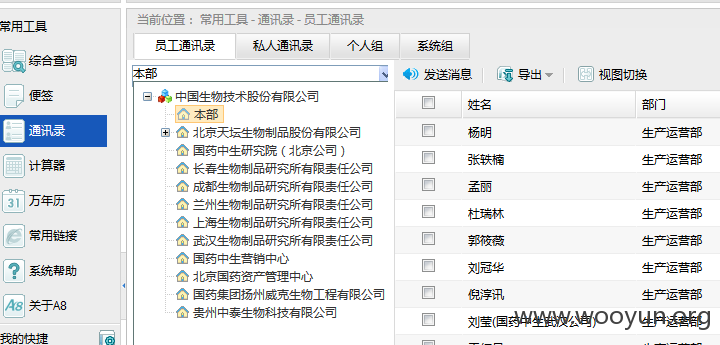 常用工具
综合查询
便签
通讯录
计算器
31 万年历
常用链接
系统帮助
A8 关于A8
我的快捷
当前位置： 常用工具 - 通讯录 - 员工通讯录
员工通讯录 私人通讯录 个人组 系统组
本部
中国生物技术股份有限公司
本部
北京天坛生物制品股份有限公司
国药中生研究院（北京公司）
长春生物制品研究所有限责任公司
成都生物制品研究所有限责任公司
兰州生物制品研究所有限责任公司
上海生物制品研究所有限责任公司
武汉生物制品研究所有限责任公司
国药中生营销中心
北京国药资产管理中心
国药集团扬州威克生物工程有限公司
贵州中泰生物科技有限公司
发送消息 导出 视图切换
姓名 部门
杨明 生产运营部
张轶楠 生产运营部
孟丽 生产运营部
杜瑞林 生产运营部
郭筱薇 生产运营部
刘冠华 生产运营部
倪淳讯 生产运营部
刘莹(国药中生武汉公司) 生产运营部
www.wooyun.org